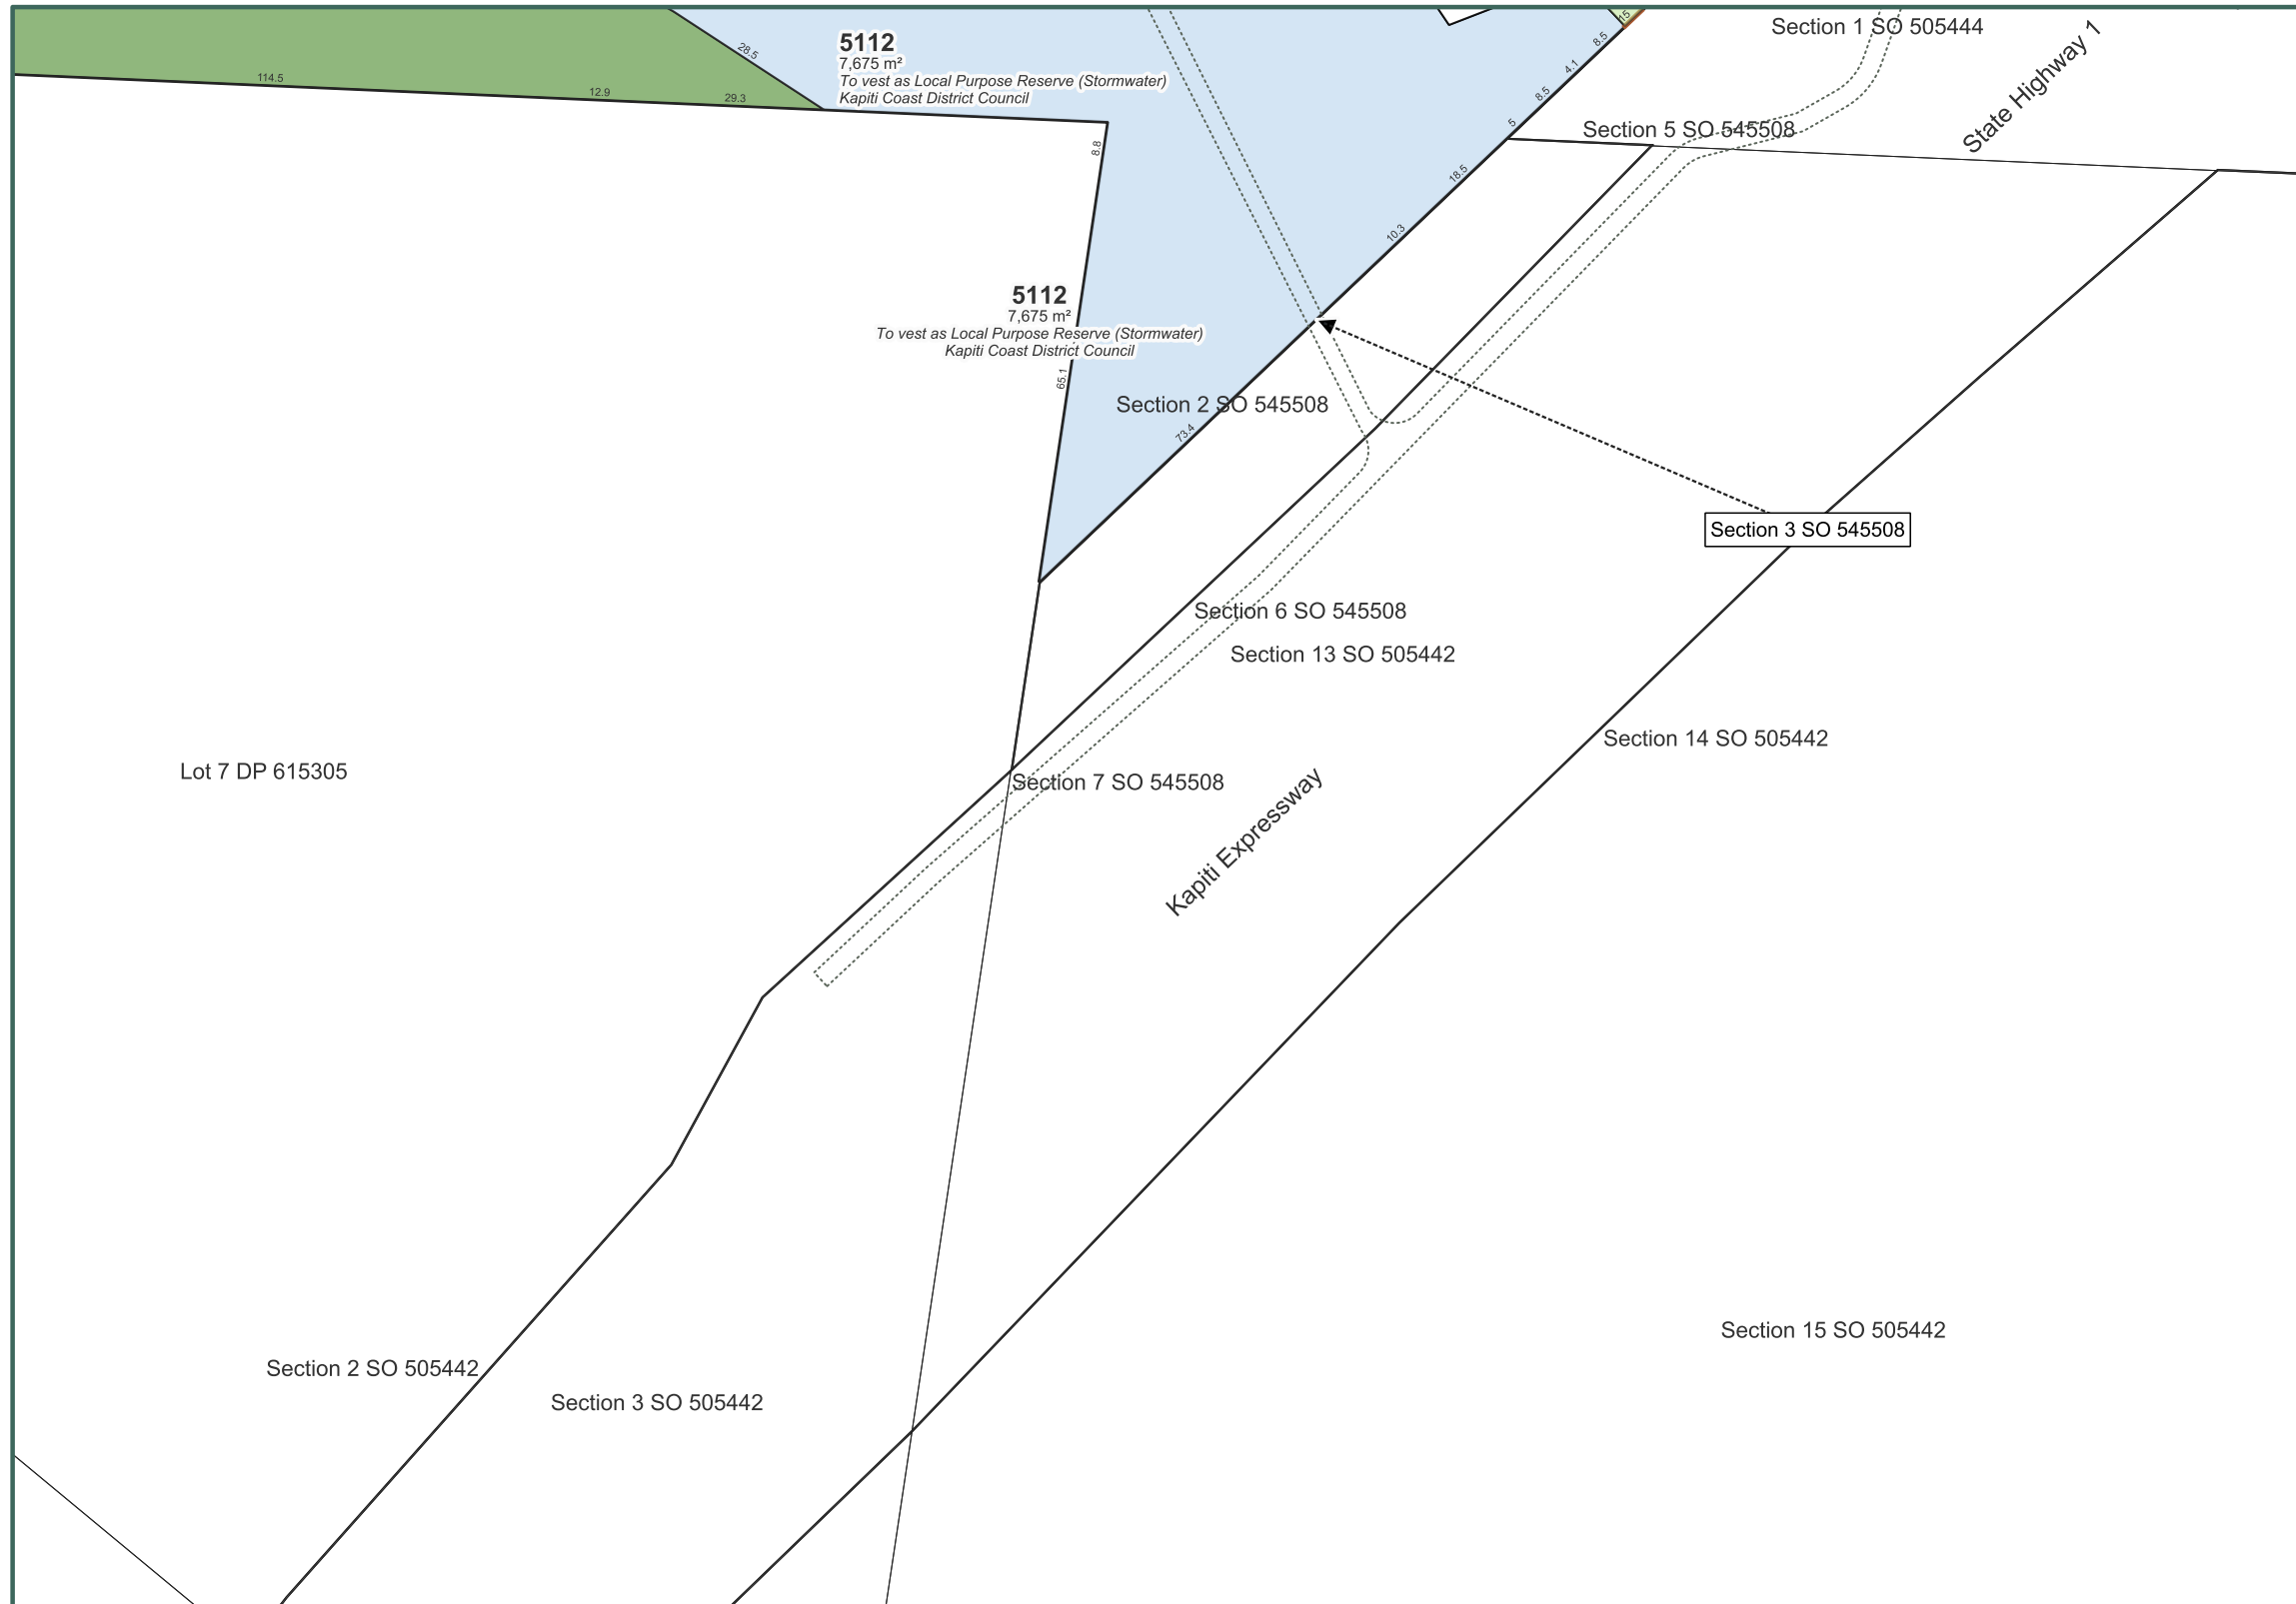 15
Section 1 SO 505444
State Highway 1
28.5
5112
7,675 m²
To vest as Local Purpose Reserve (Stormwater)
Kapiti Coast District Council
8.5
4.1
8.5
5
114.5
12.9
29.3
Section 5 SO 545508
8.8
18.5
10.3
5112
7,675 m²
To vest as Local Purpose Reserve (Stormwater)
Kapiti Coast District Council
65.1
Section 2 SO 545508
73.4
Section 3 SO 545508
Section 6 SO 545508
Section 13 SO 505442
Section 14 SO 505442
Lot 7 DP 615305
Section 7 SO 545508
Kapiti Expressway
Section 15 SO 505442
Section 2 SO 505442
Section 3 SO 505442